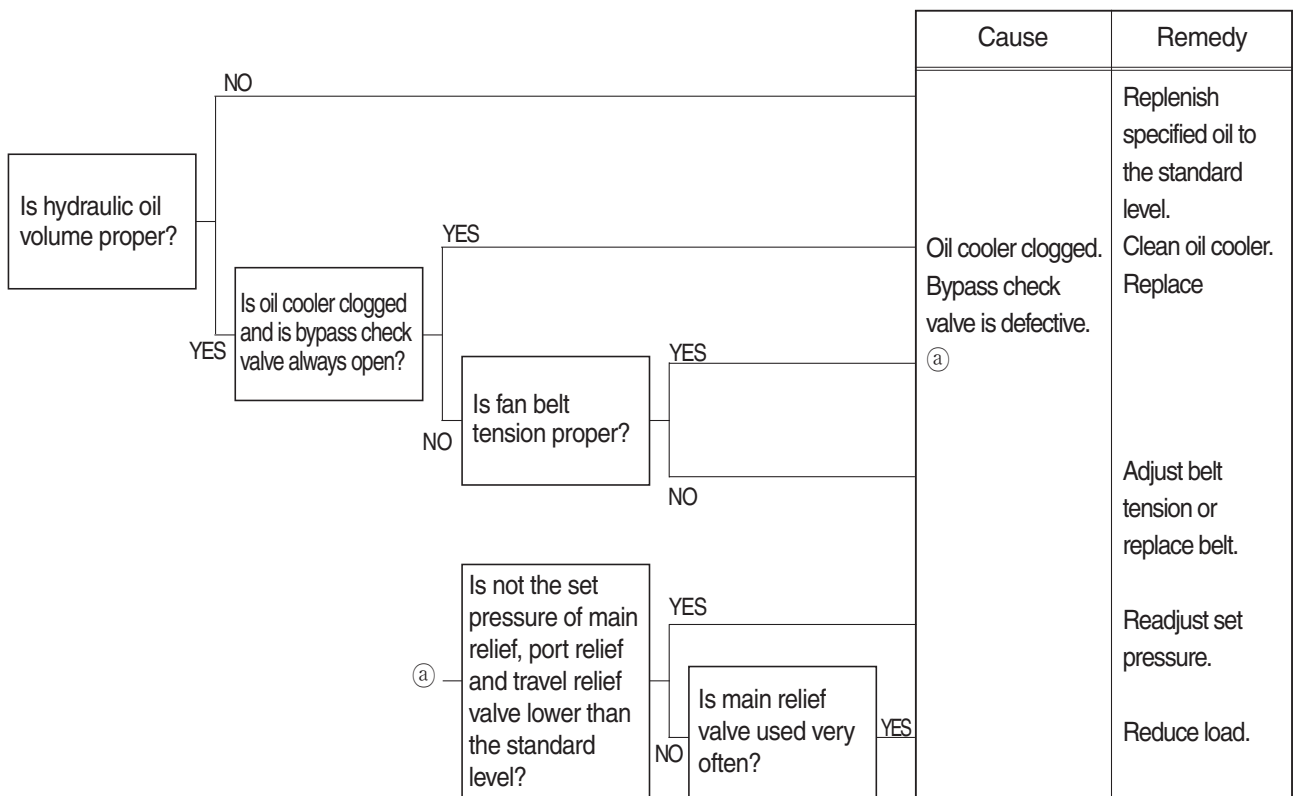 Cause
Remedy
NO
Replenish
specified oil to
the standard
level.
Is hydraulic oil
volume proper?
YES
YES
Oil cooler clogged.
Clean oil cooler.
Bypass check
valve is defective.
Replace
Is oil cooler clogged
and is bypass check
valve always open?
YES
ⓐ
NO
Is fan belt
tension proper?
NO
Adjust belt
tension or
replace belt.
ⓐ
Is not the set
pressure of main
relief, port relief
and travel relief
valve lower than
the standard
level?
YES
Readjust set
pressure.
NO
Is main relief
valve used very
often?
YES
Reduce load.